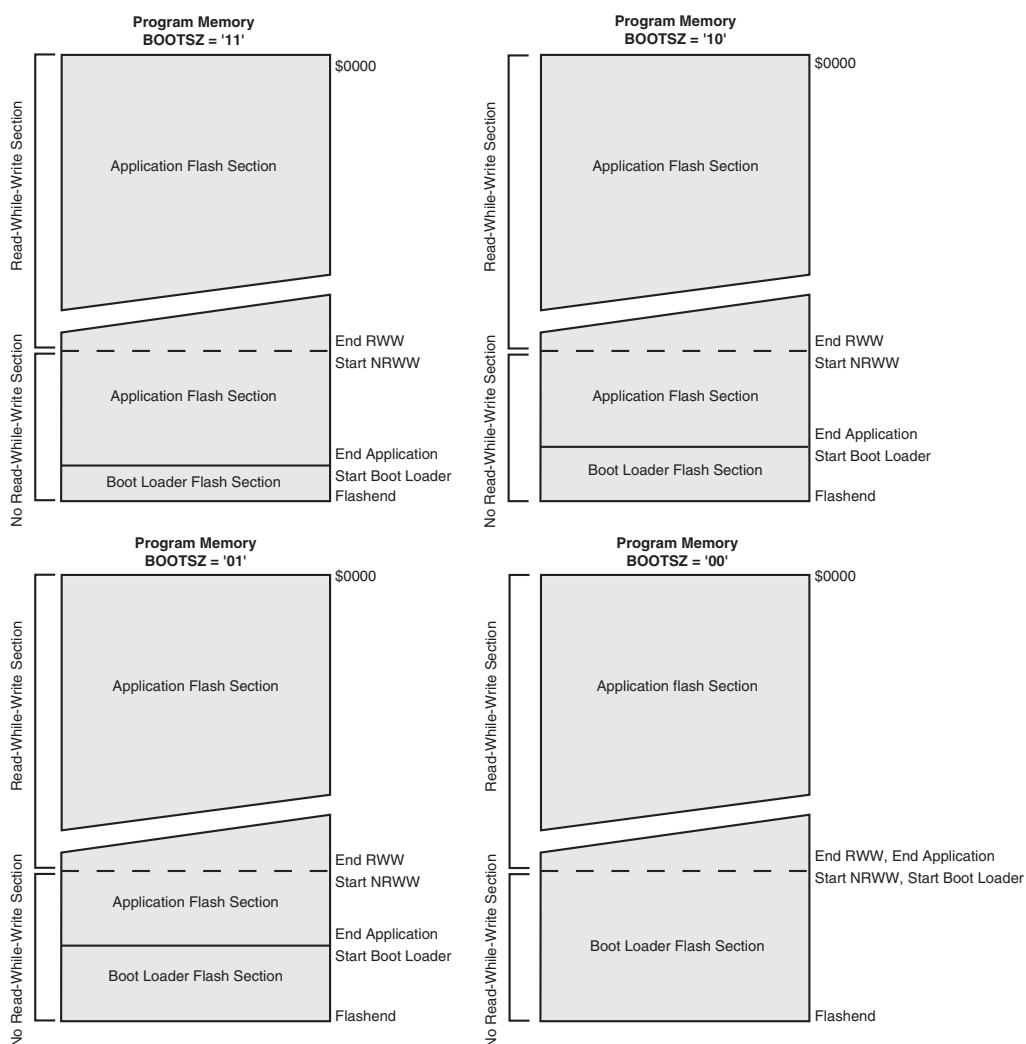 Program Memory
BOOTSZ = '11'
$0000
Read-While-Write Section
Application Flash Section
End RWW
Start NRWW
No Read-While-Write Section
Application Flash Section
End Application
Start Boot Loader
Boot Loader Flash Section
Flashend
Program Memory
BOOTSZ = '10'
$0000
Read-While-Write Section
Application Flash Section
End RWW
Start NRWW
No Read-While-Write Section
Application Flash Section
End Application
Start Boot Loader
Boot Loader Flash Section
Flashend
Program Memory
BOOTSZ = '01'
$0000
Read-While-Write Section
Application Flash Section
End RWW
Start NRWW
No Read-While-Write Section
Application Flash Section
End Application
Start Boot Loader
Boot Loader Flash Section
Flashend
Program Memory
BOOTSZ = '00'
$0000
Read-While-Write Section
Application flash Section
End RWW, End Application
Start NRWW, Start Boot Loader
No Read-While-Write Section
Boot Loader Flash Section
Flashend